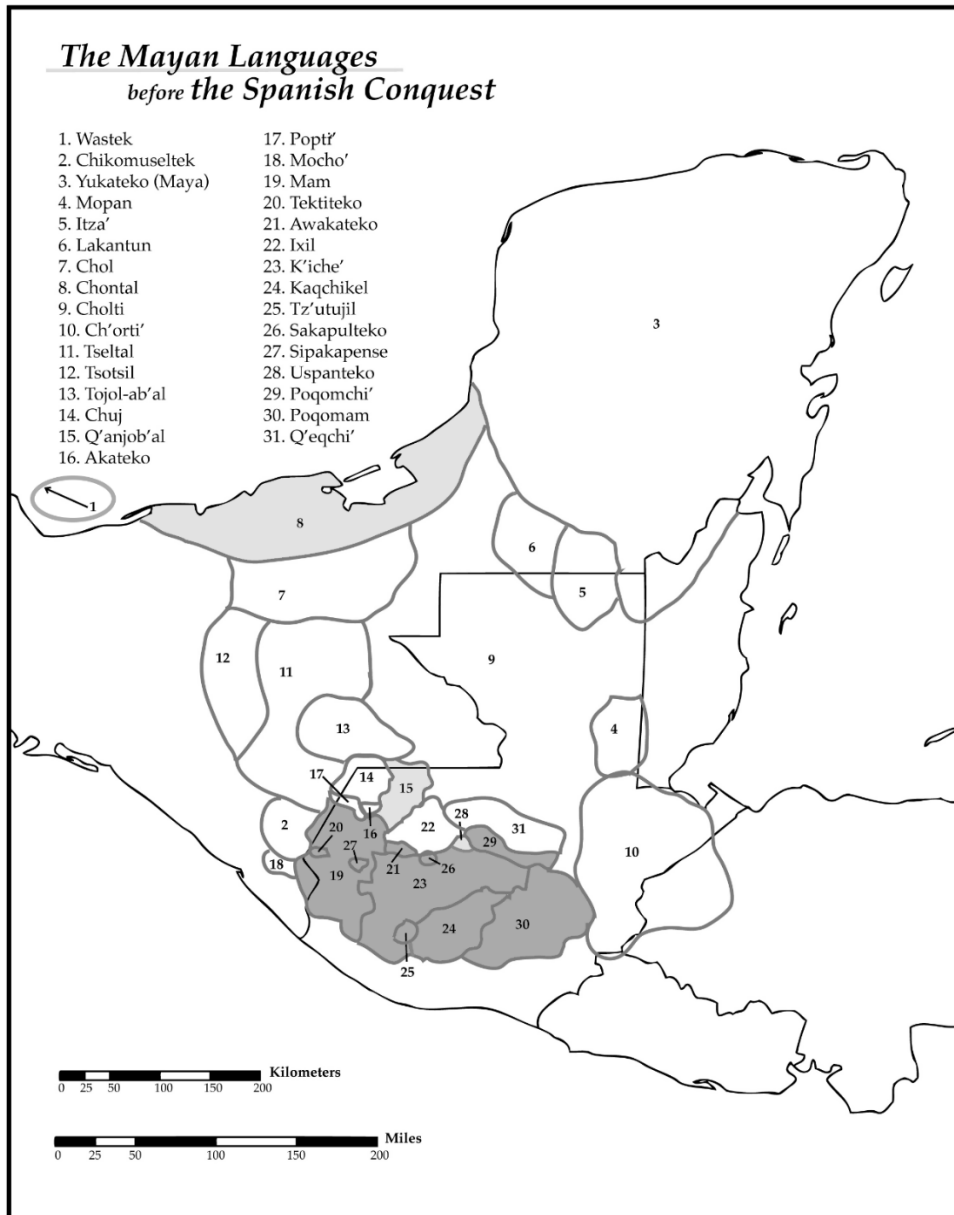 The Mayan Languages
before the Spanish Conquest
1. Wastek
2. Chikomuseltek
3. Yukateko (Maya)
4. Mopan
5. Itza'
6. Lakantun
7. Chol
8. Chontal
9. Cholti
10. Ch'orti'
11. Tseltal
12. Tsotsil
13. Tojol-ab'al
14. Chuj
15. Q'anjob'al
16. Akateko
17. Popti'
18. Mocho'
19. Mam
20. Tektiteko
21. Awakateko
22. Ixil
23. K'iche'
24. Kaqchikel
25. Tz'utujil
26. Sakapulteko
27. Sipakapense
28. Uspanteko
29. Poqomchi'
30. Poqomam
31. Q'eqchi'
3
1
8
6
7
5
12
11
9
13
4
14
17
15
2
20
16
22
28
31
29
27
18
19
21
26
23
10
24
30
25
Kilometers
0 25 50 100 150 200
Miles
0 25 50 100 150 200